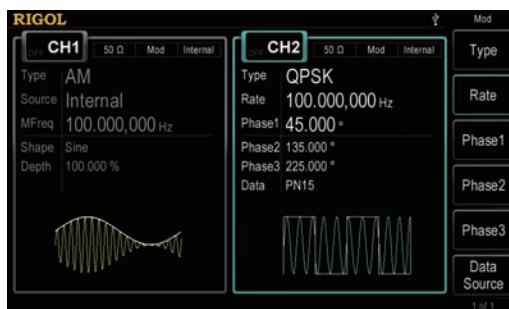 RIGOL
Mod
OFF CH1 50 Ω Mod Internal
Type AM
Source Internal
MFreq 100.000,000 Hz
Shape Sine
Depth 100.000 %
OFF CH2 50 Ω Mod Internal
Type QPSK
Rate 100.000,000 Hz
Phase1 45.000 °
Phase2 135.000 °
Phase3 225.000 °
Data PN15
Type
Rate
Phase1
Phase2
Phase3
Data
Source
1 of 1